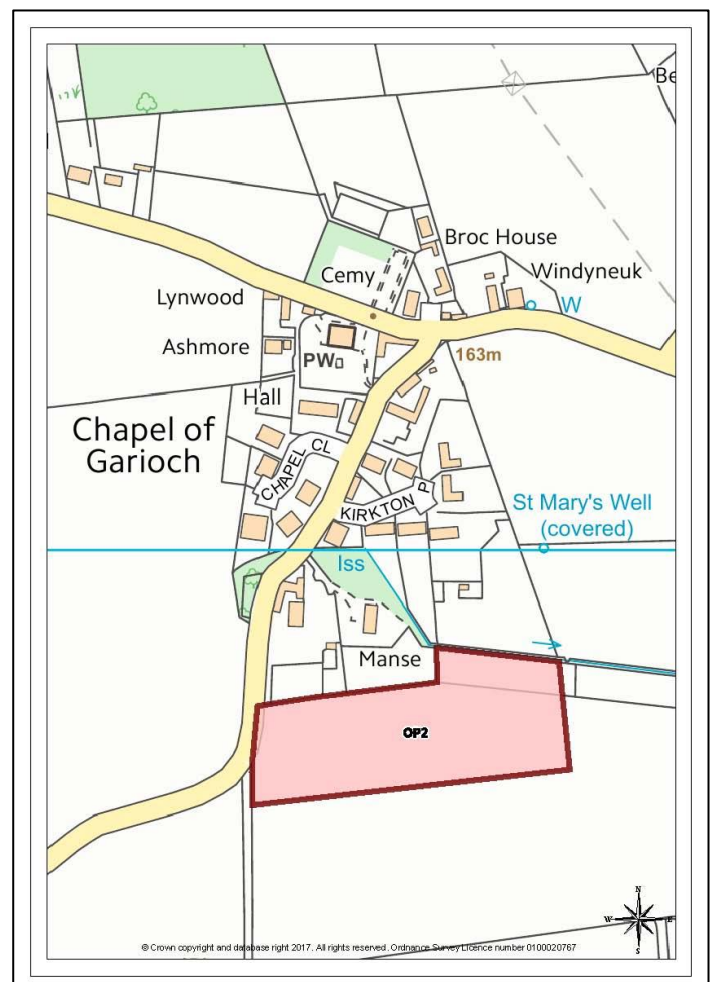 Be
Broc House
Windyneuk
Cemy
W
Lynwood
163m
Ashmore
PW
Hall
Chapel of
Garioch
CHAPEL CL
KIRKTON P
St Mary's Well
(covered)
Iss
Manse
OP2
N
W
E
S
© Crown copyright and database right 2017. All rights reserved. Ordnance Survey Licence number 0100020767